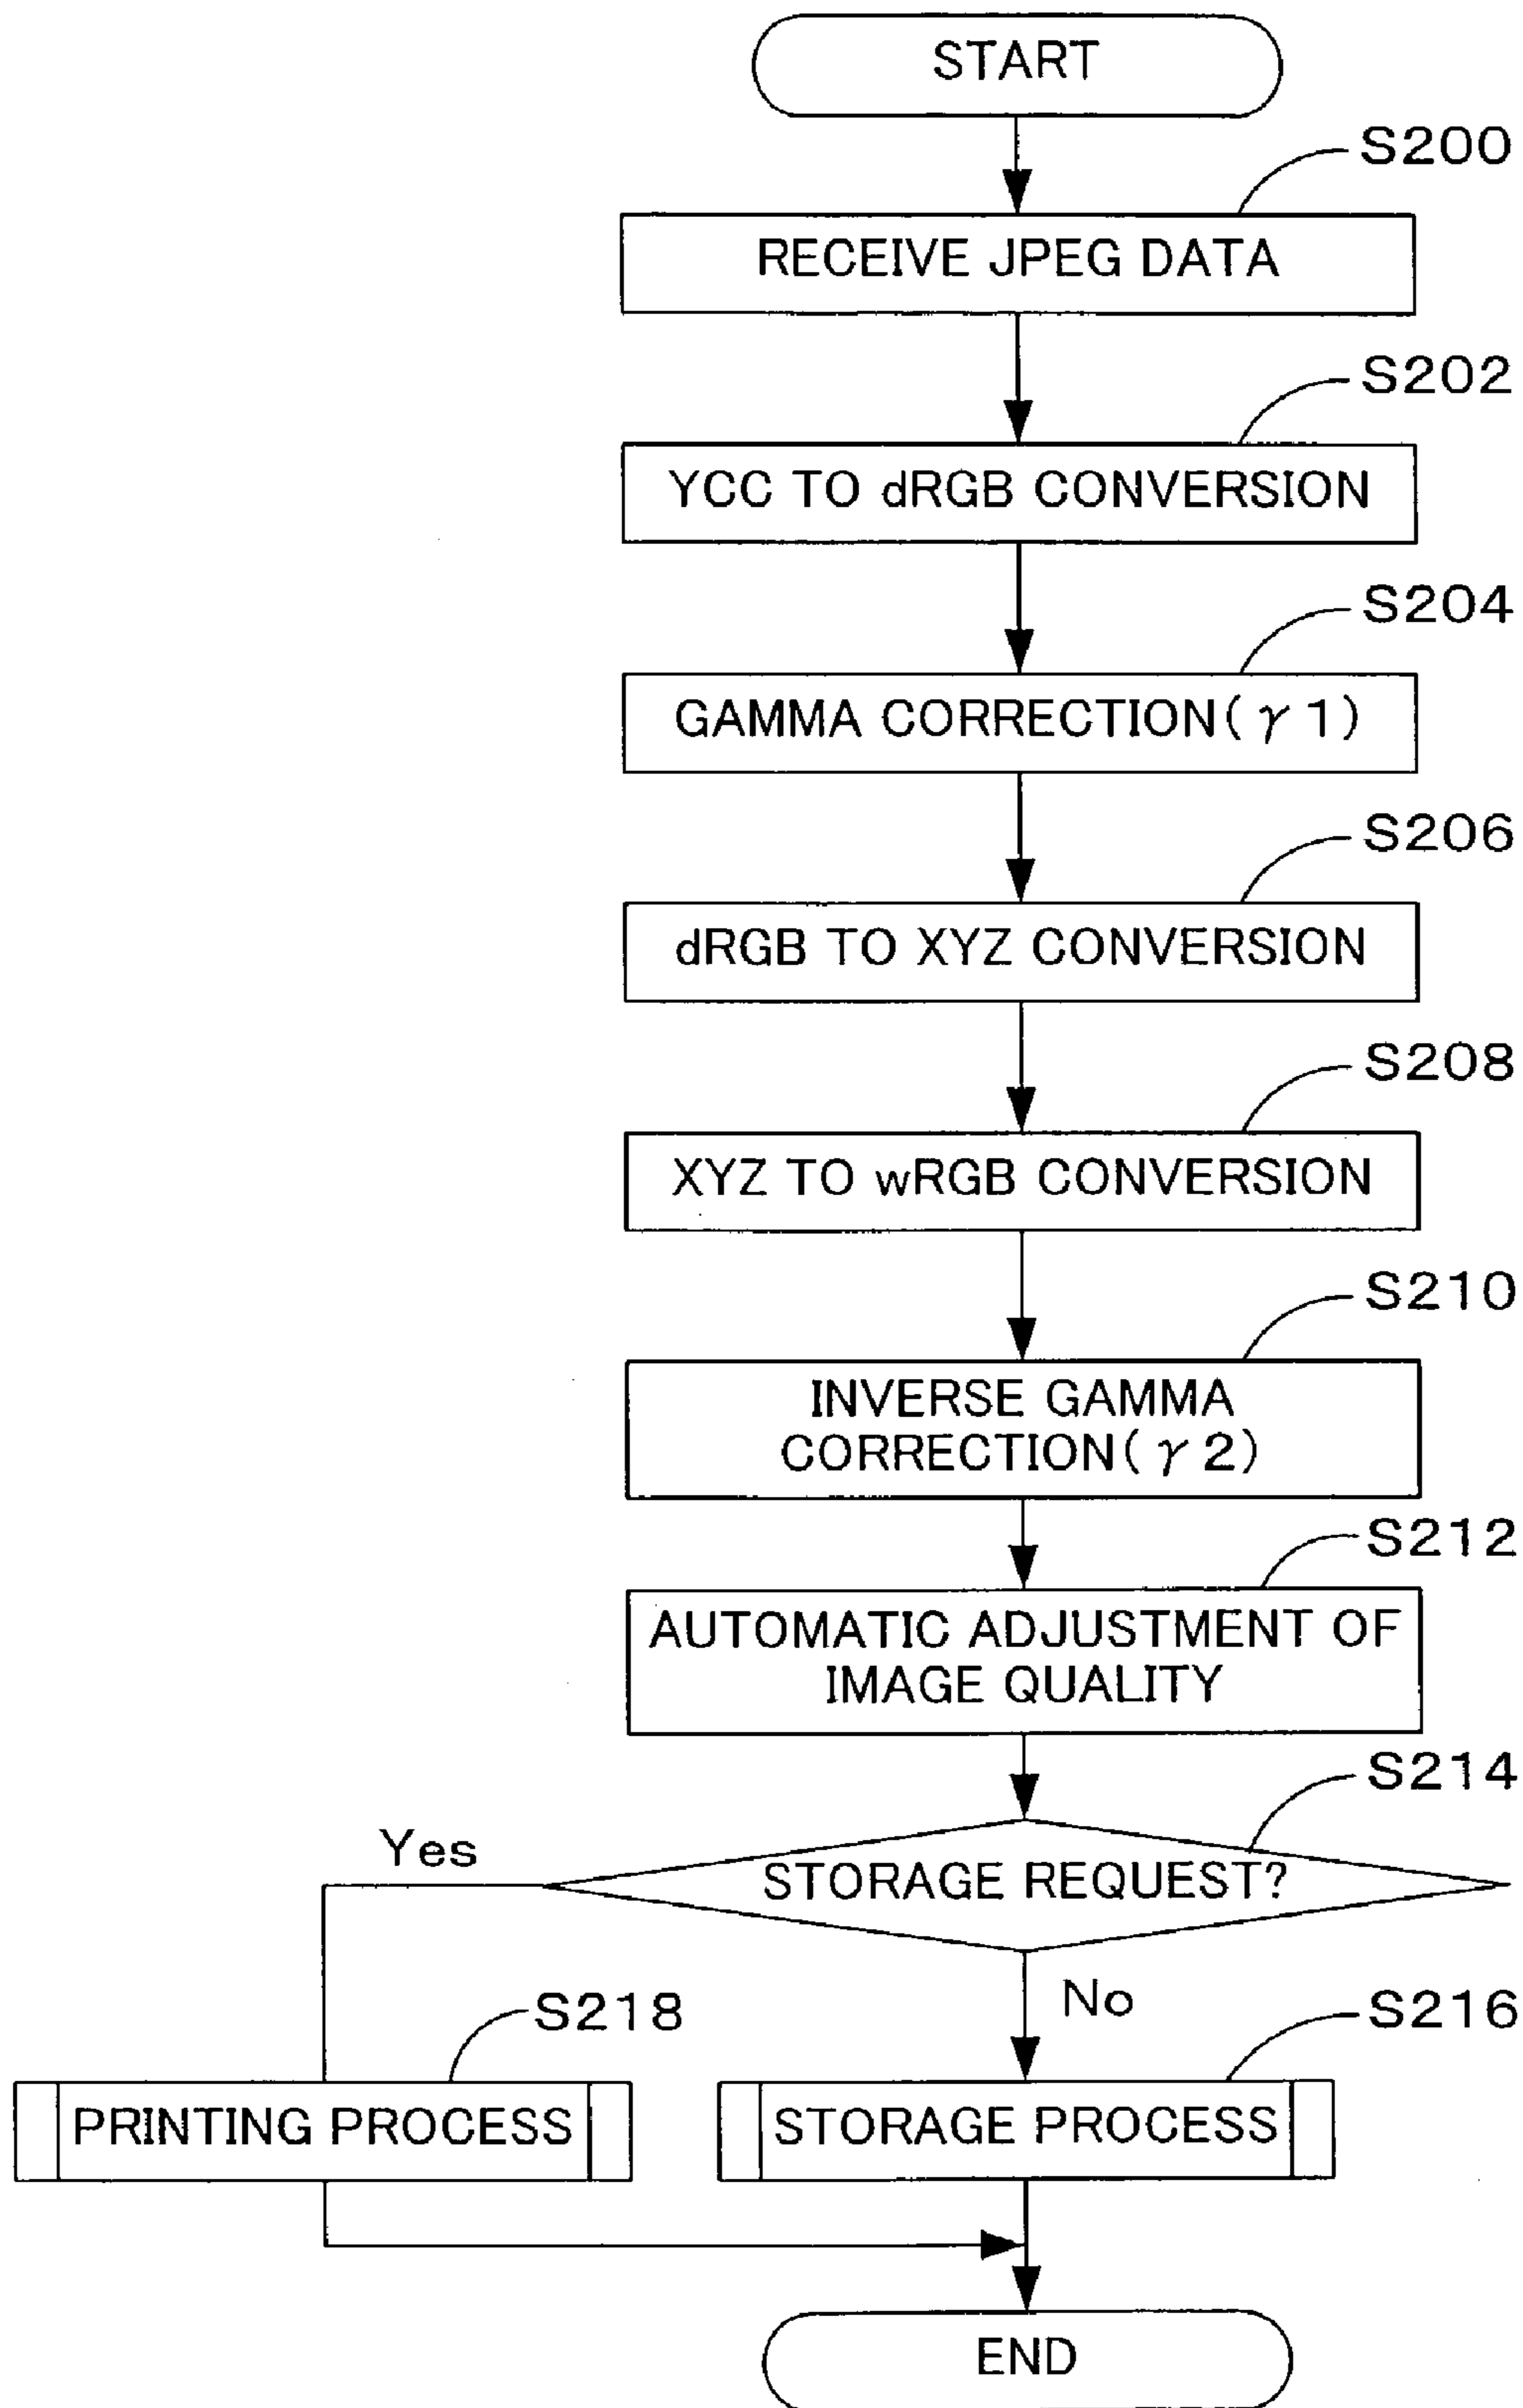 START
S200
RECEIVE JPEG DATA
S202
YCC TO dRGB CONVERSION
S204
GAMMA CORRECTION(γ1)
S206
dRGB TO XYZ CONVERSION
S208
XYZ TO wRGB CONVERSION
S210
INVERSE GAMMA
CORRECTION(γ2)
S212
AUTOMATIC ADJUSTMENT OF
IMAGE QUALITY
S214
Yes
STORAGE REQUEST?
No
S218
S216
PRINTING PROCESS
STORAGE PROCESS
END